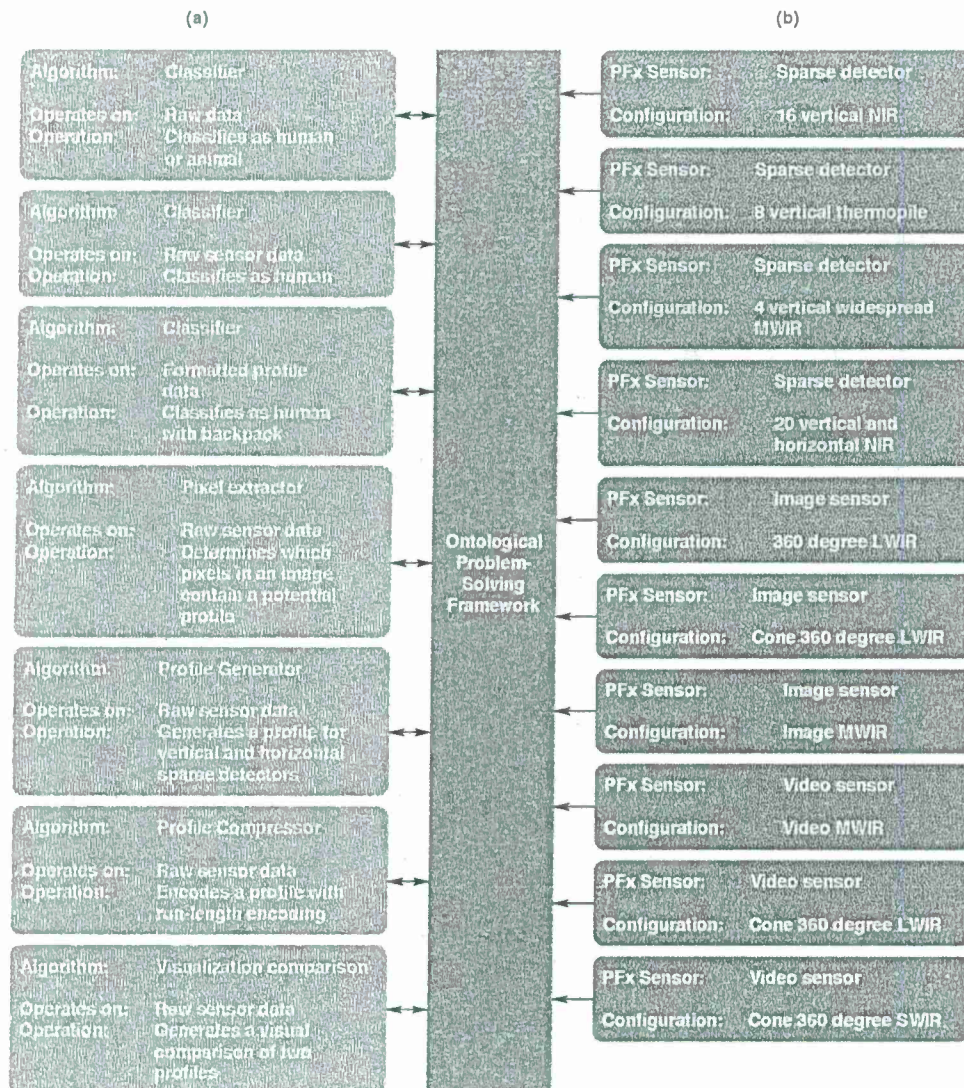 (a)
(b)
Algorithm: Classifier
Operates on: Raw data
Operation: Classifies as human
or animal
Algorithm: Classifier
Operates on: Raw sensor data
Operation: Classifies as human
Algorithm: Classifier
Operates on: Formatted profile
data
Operation: Classifies as human
with backpack
Algorithm: Pixel extractor
Operates on: Raw sensor data
Operation: Determines which
pixels in an image
contain a potential
profile
Algorithm: Profile Generator
Operates on: Raw sensor data
Operation: Generates a profile for
vertical and horizontal
sparse detectors
Algorithm: Profile Compressor
Operates on: Raw sensor data
Operation: Encodes a profile with
run-length encoding
Algorithm: Visualization comparison
Operates on: Raw sensor data
Operation: Generates a visual
comparison of two
profiles
Ontological
Problem-
Solving
Framework
PFx Sensor: Sparse detector
Configuration: 16 vertical NIR
PFx Sensor: Sparse detector
Configuration: 8 vertical thermopile
PFx Sensor: Sparse detector
Configuration: 4 vertical widespread
MWIR
PFx Sensor: Sparse detector
Configuration: 20 vertical and
horizontal NIR
PFx Sensor: Image sensor
Configuration: 360 degree LWIR
PFx Sensor: Image sensor
Configuration: Cone 360 degree LWIR
PFx Sensor: Image sensor
Configuration: Image MWIR
PFx Sensor: Video sensor
Configuration: Video MWIR
PFx Sensor: Video sensor
Configuration: Cone 360 degree LWIR
PFx Sensor: Video sensor
Configuration: Cone 360 degree SWIR